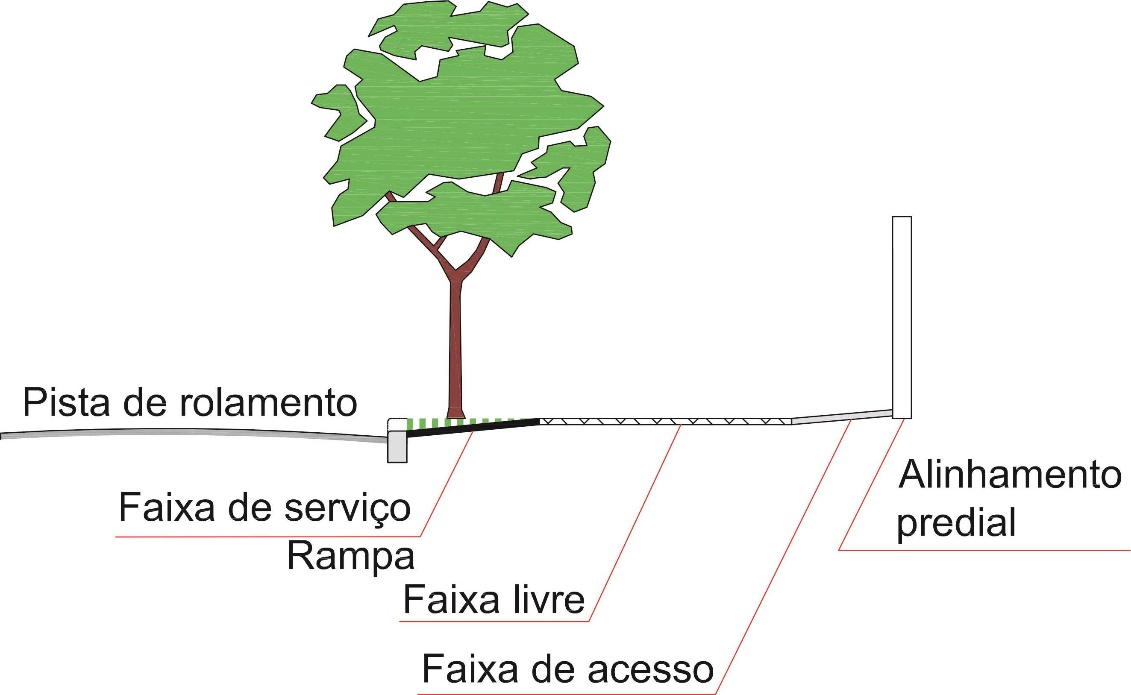 Pista de rolamento
Faixa de serviço
Rampa
Faixa livre
Faixa de acesso
Alinhamento
predial